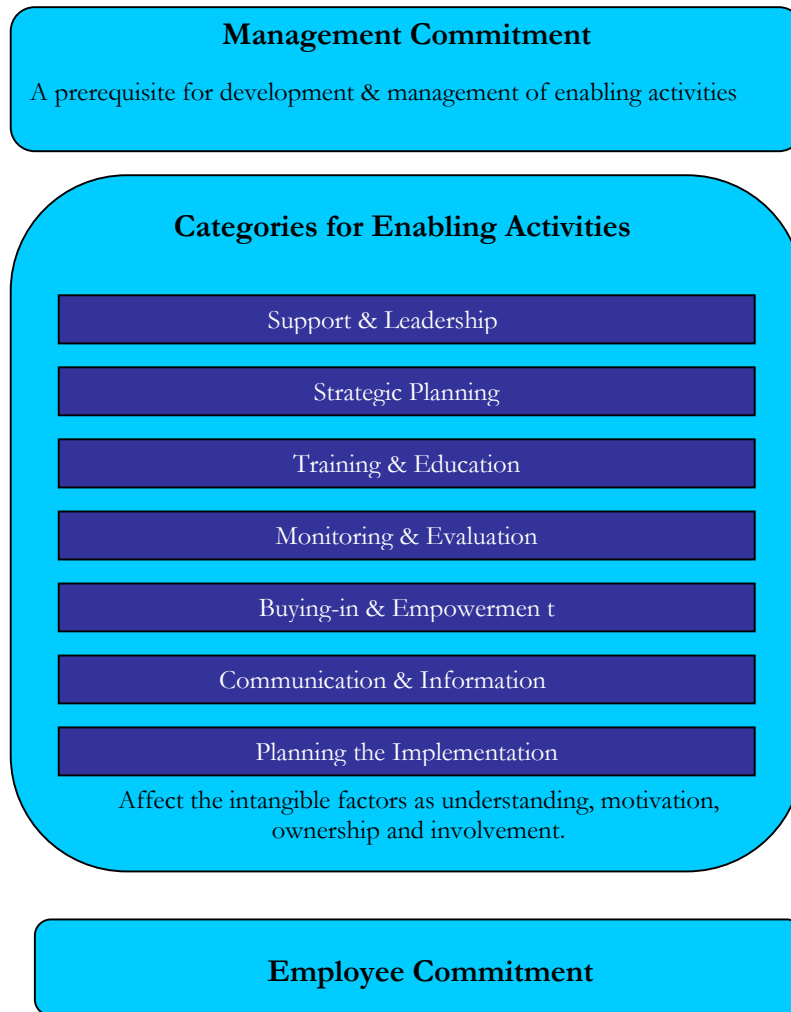 Management Commitment
A prerequisite for development & management of enabling activities
Categories for Enabling Activities
Support & Leadership
Strategic Planning
Training & Education
Monitoring & Evaluation
Buying-in & Empowermen t
Communication & Information
Planning the Implementation
Affect the intangible factors as understanding, motivation,
ownership and involvement.
Employee Commitment